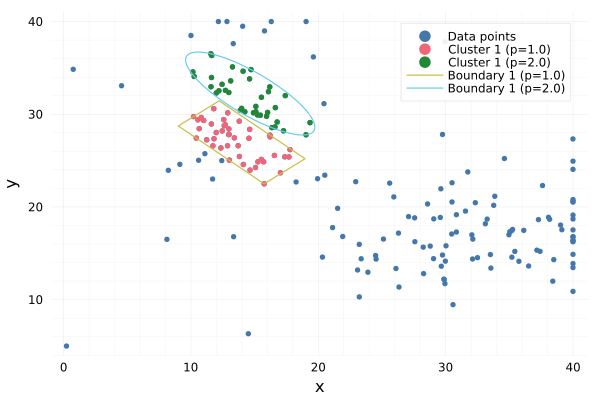 40
30
20
10
y
0
10
20
30
40
x
Data points
Cluster 1 (p=1.0)
Cluster 1 (p=2.0)
Boundary 1 (p=1.0)
Boundary 1 (p=2.0)